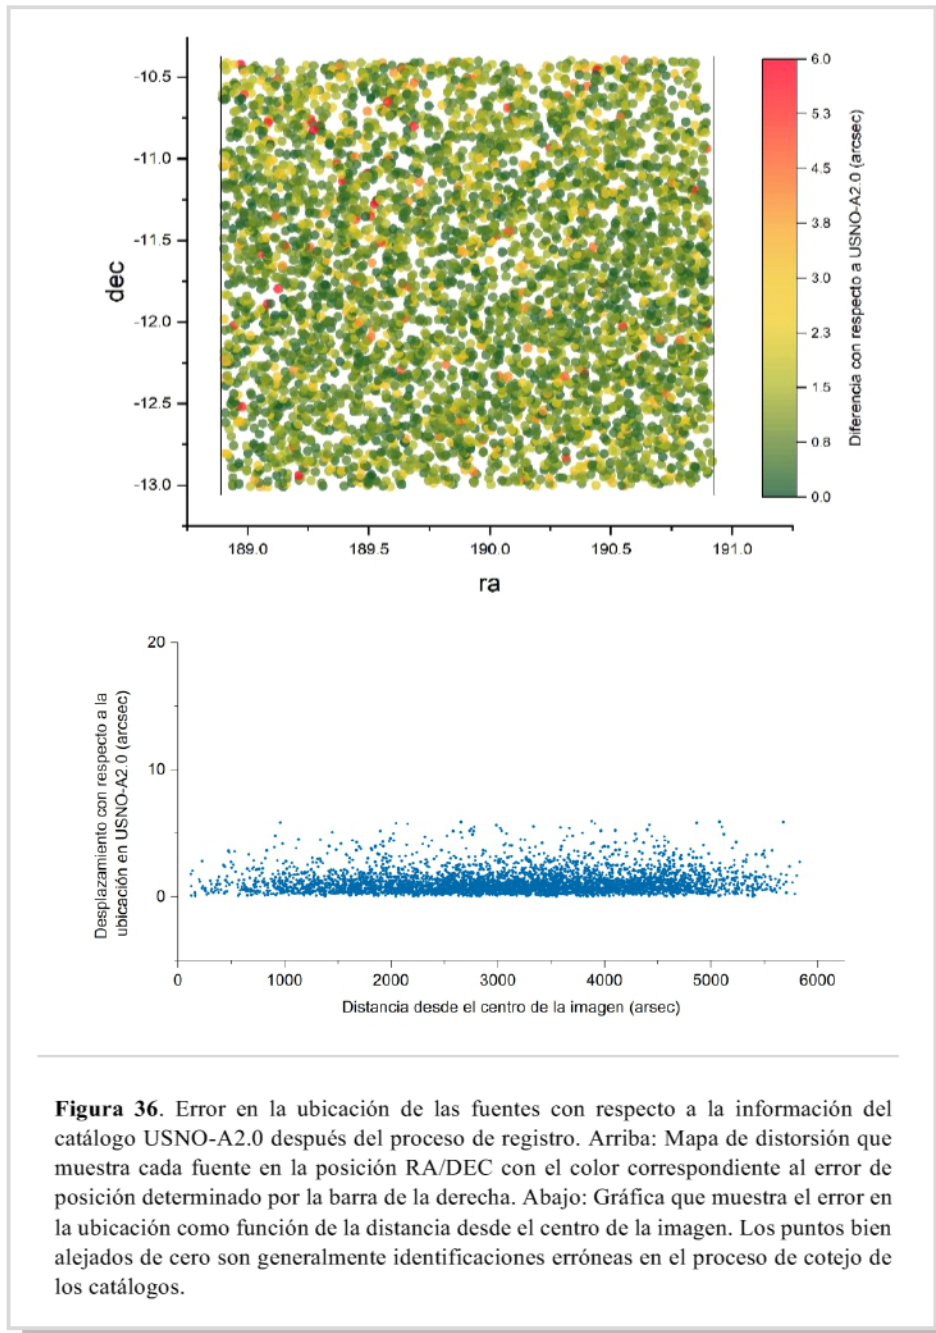 6.0
-10.5
5.3
-11.0
4.5
-11.5
3.8
dec
3.0
-12.0
2.3
-12.5
1.5
0.8
-13.0
0.0
Diferencia con respecto a USNO-A2.0 (arcsec)
189.0 189.5 190.0 190.5 191.0
ra
20
10
0
Desplazamiento con respecto a la
ubicación en USNO-A2.0 (arcsec)
0 1000 2000 3000 4000 5000 6000
Distancia desde el centro de la imagen (arsec)
Figura 36. Error en la ubicación de las fuentes con respecto a la información del
catálogo USNO-A2.0 después del proceso de registro. Arriba: Mapa de distorsión que
muestra cada fuente en la posición RA/DEC con el color correspondiente al error de
posición determinado por la barra de la derecha. Abajo: Gráfica que muestra el error en
la ubicación como función de la distancia desde el centro de la imagen. Los puntos bien
alejados de cero son generalmente identificaciones erróneas en el proceso de cotejo de
los catálogos.